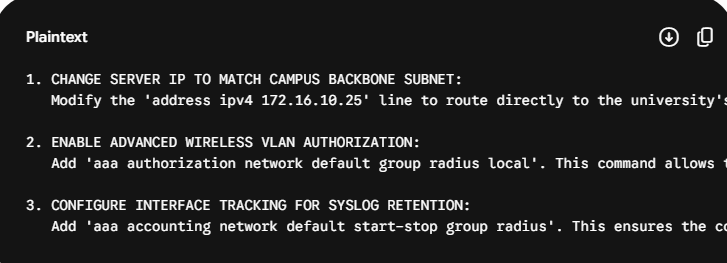 Plaintext
1. CHANGE SERVER IP TO MATCH CAMPUS BACKBONE SUBNET:
Modify the 'address ipv4 172.16.10.25' line to route directly to the university's
2. ENABLE ADVANCED WIRELESS VLAN AUTHORIZATION:
Add 'aaa authorization network default group radius local'. This command allows
3. CONFIGURE INTERFACE TRACKING FOR SYSLOG RETENTION:
Add 'aaa accounting network default start-stop group radius'. This ensures the